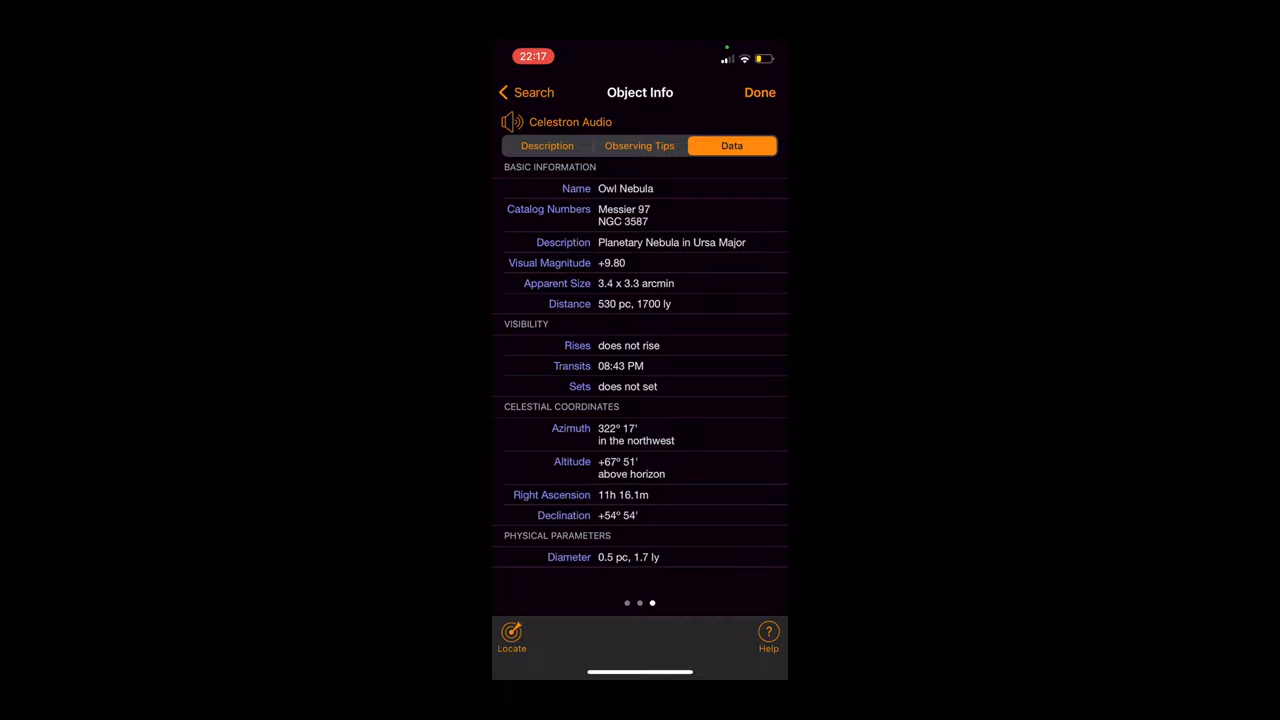 22:17
Search
Object Info
Done
Celestron Audio
Description
Observing Tips
Data
BASIC INFORMATION
Name Owl Nebula
Catalog Numbers Messier 97
NGC 3587
Description Planetary Nebula in Ursa Major
Visual Magnitude +9.80
Apparent Size 3.4 x 3.3 arcmin
Distance 530 pc, 1700 ly
VISIBILITY
Rises does not rise
Transits 08:43 PM
Sets does not set
CELESTIAL COORDINATES
Azimuth 322° 17'
in the northwest
Altitude +67° 51'
above horizon
Right Ascension 11h 16.1m
Declination +54° 54'
PHYSICAL PARAMETERS
Diameter 0.5 pc, 1.7 ly
Locate
?
Help